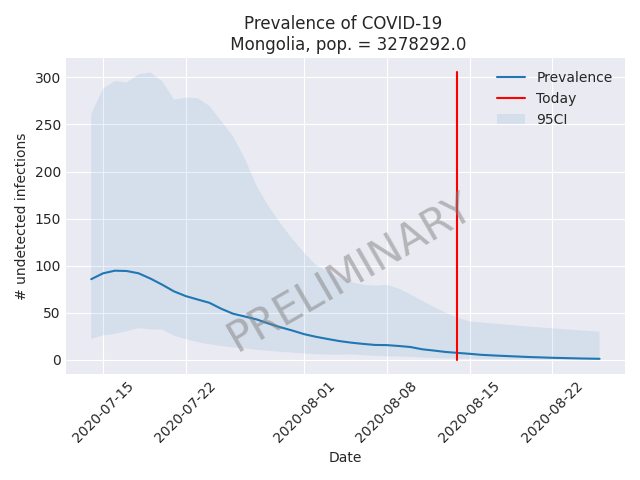 Prevalence of COVID-19
Mongolia, pop. = 3278292.0
300
250
200
150
100
50
0
# undetected infections
Prevalence
Today
95CI
PRELIMINARY
2020-07-15
2020-07-22
2020-08-01
2020-08-08
2020-08-15
2020-08-22
Date